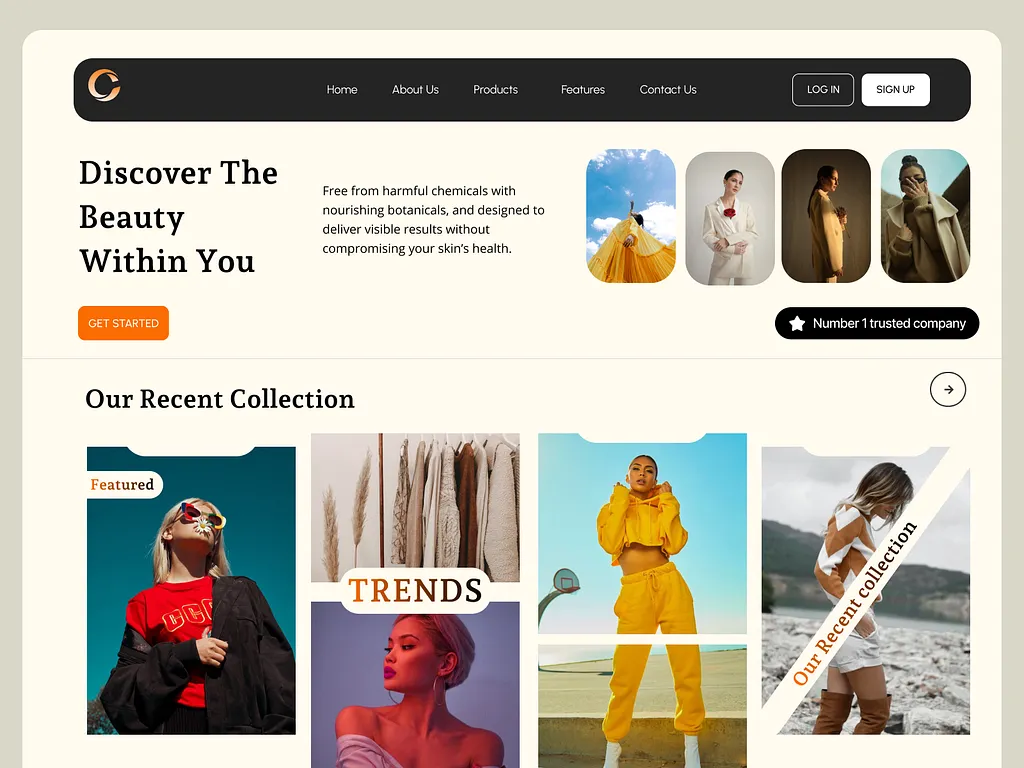 Home
About Us
Products
Features
Contact Us
LOG IN
SIGN UP
Discover The
Beauty
Within You
Free from harmful chemicals with
nourishing botanicals, and designed to
deliver visible results without
compromising your skin’s health.
GET STARTED
Number 1 trusted company
Our Recent Collection
Featured
TRENDS
Our Recent collection